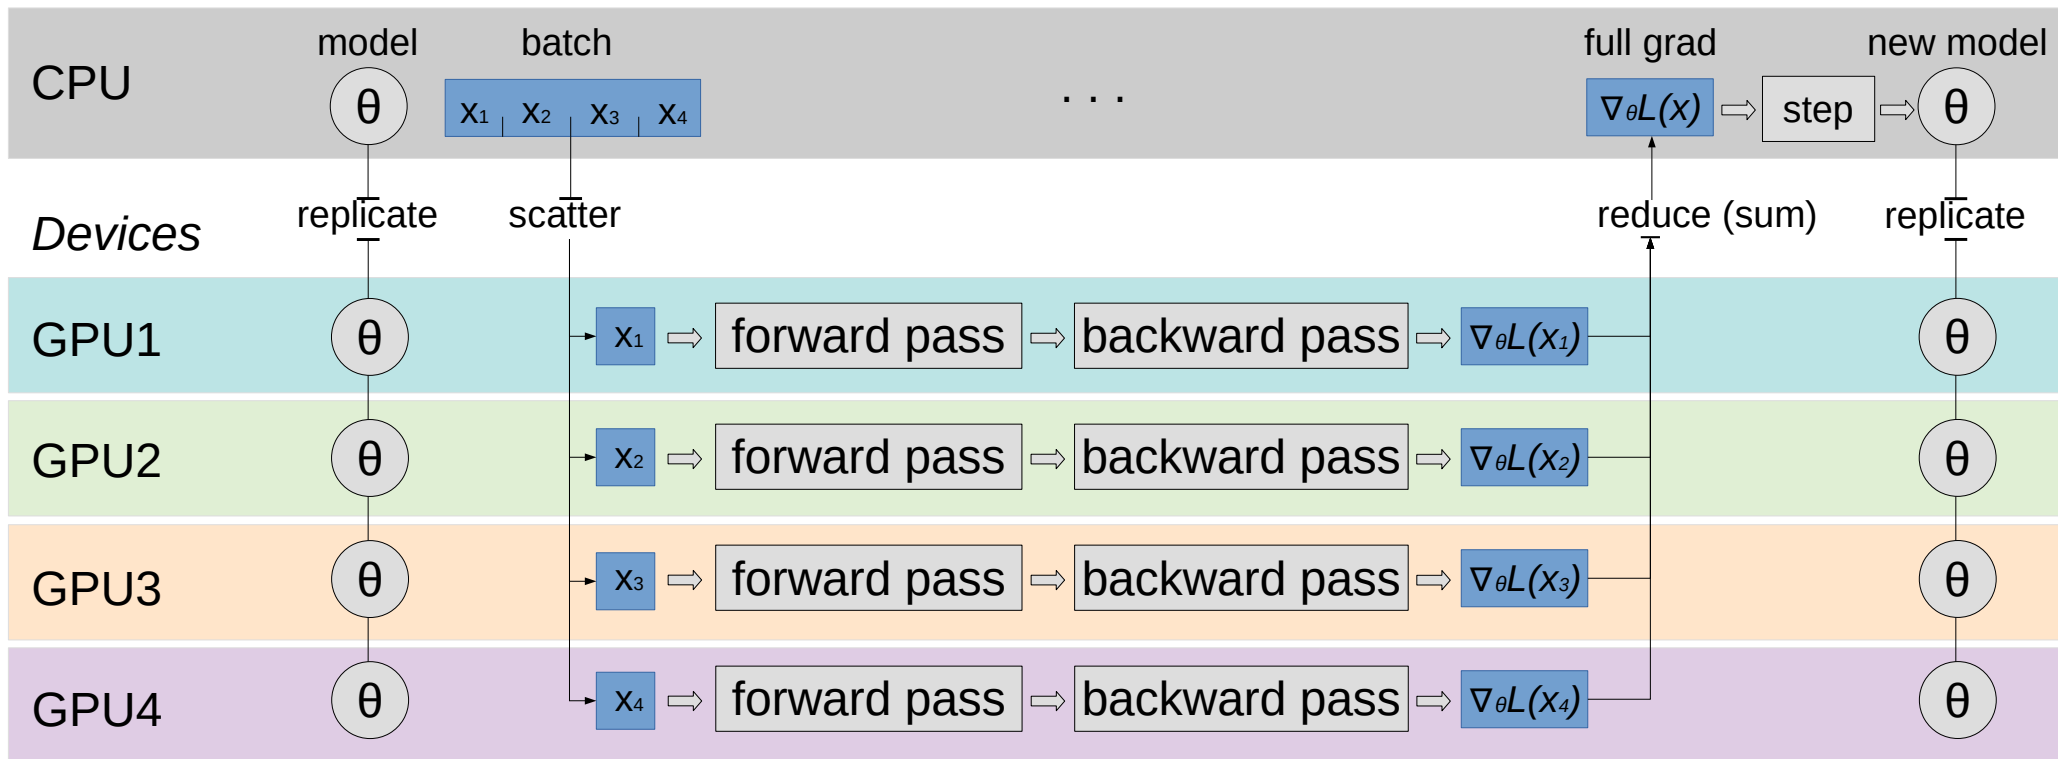 model batch full grad new model
CPU θ x₁ x₂ x₃ x₄ . . . ∇θL(x) step θ
Devices replicate scatter reduce (sum) replicate
GPU1 θ x₁ forward pass backward pass ∇θL(x₁) θ
GPU2 θ x₂ forward pass backward pass ∇θL(x₂) θ
GPU3 θ x₃ forward pass backward pass ∇θL(x₃) θ
GPU4 θ x₄ forward pass backward pass ∇θL(x₄) θ